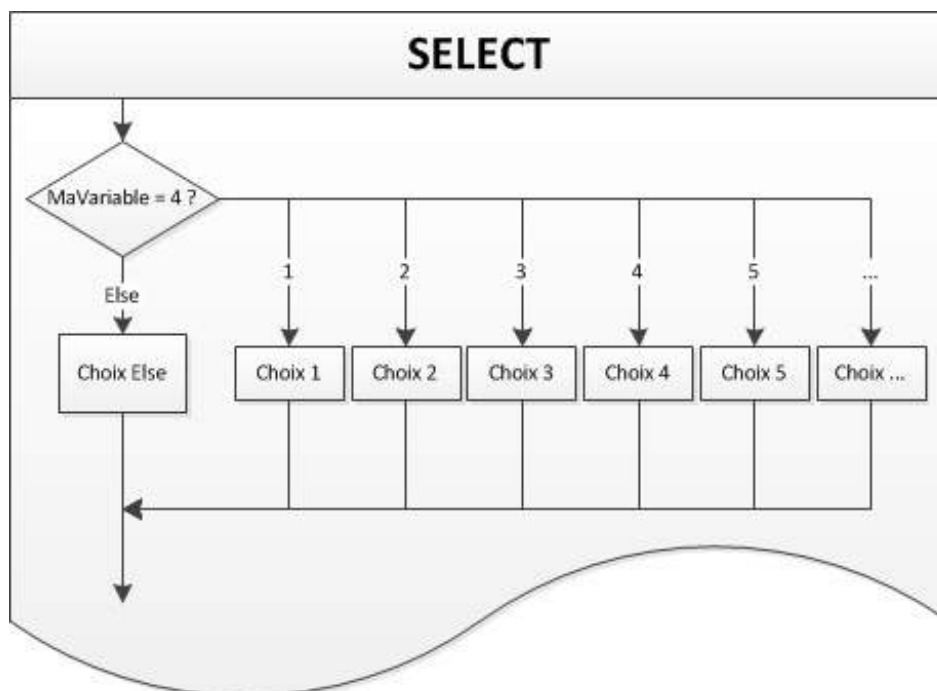 SELECT
MaVariable = 4 ?
1
2
3
4
5
...
Else
Choix Else
Choix 1
Choix 2
Choix 3
Choix 4
Choix 5
Choix ...